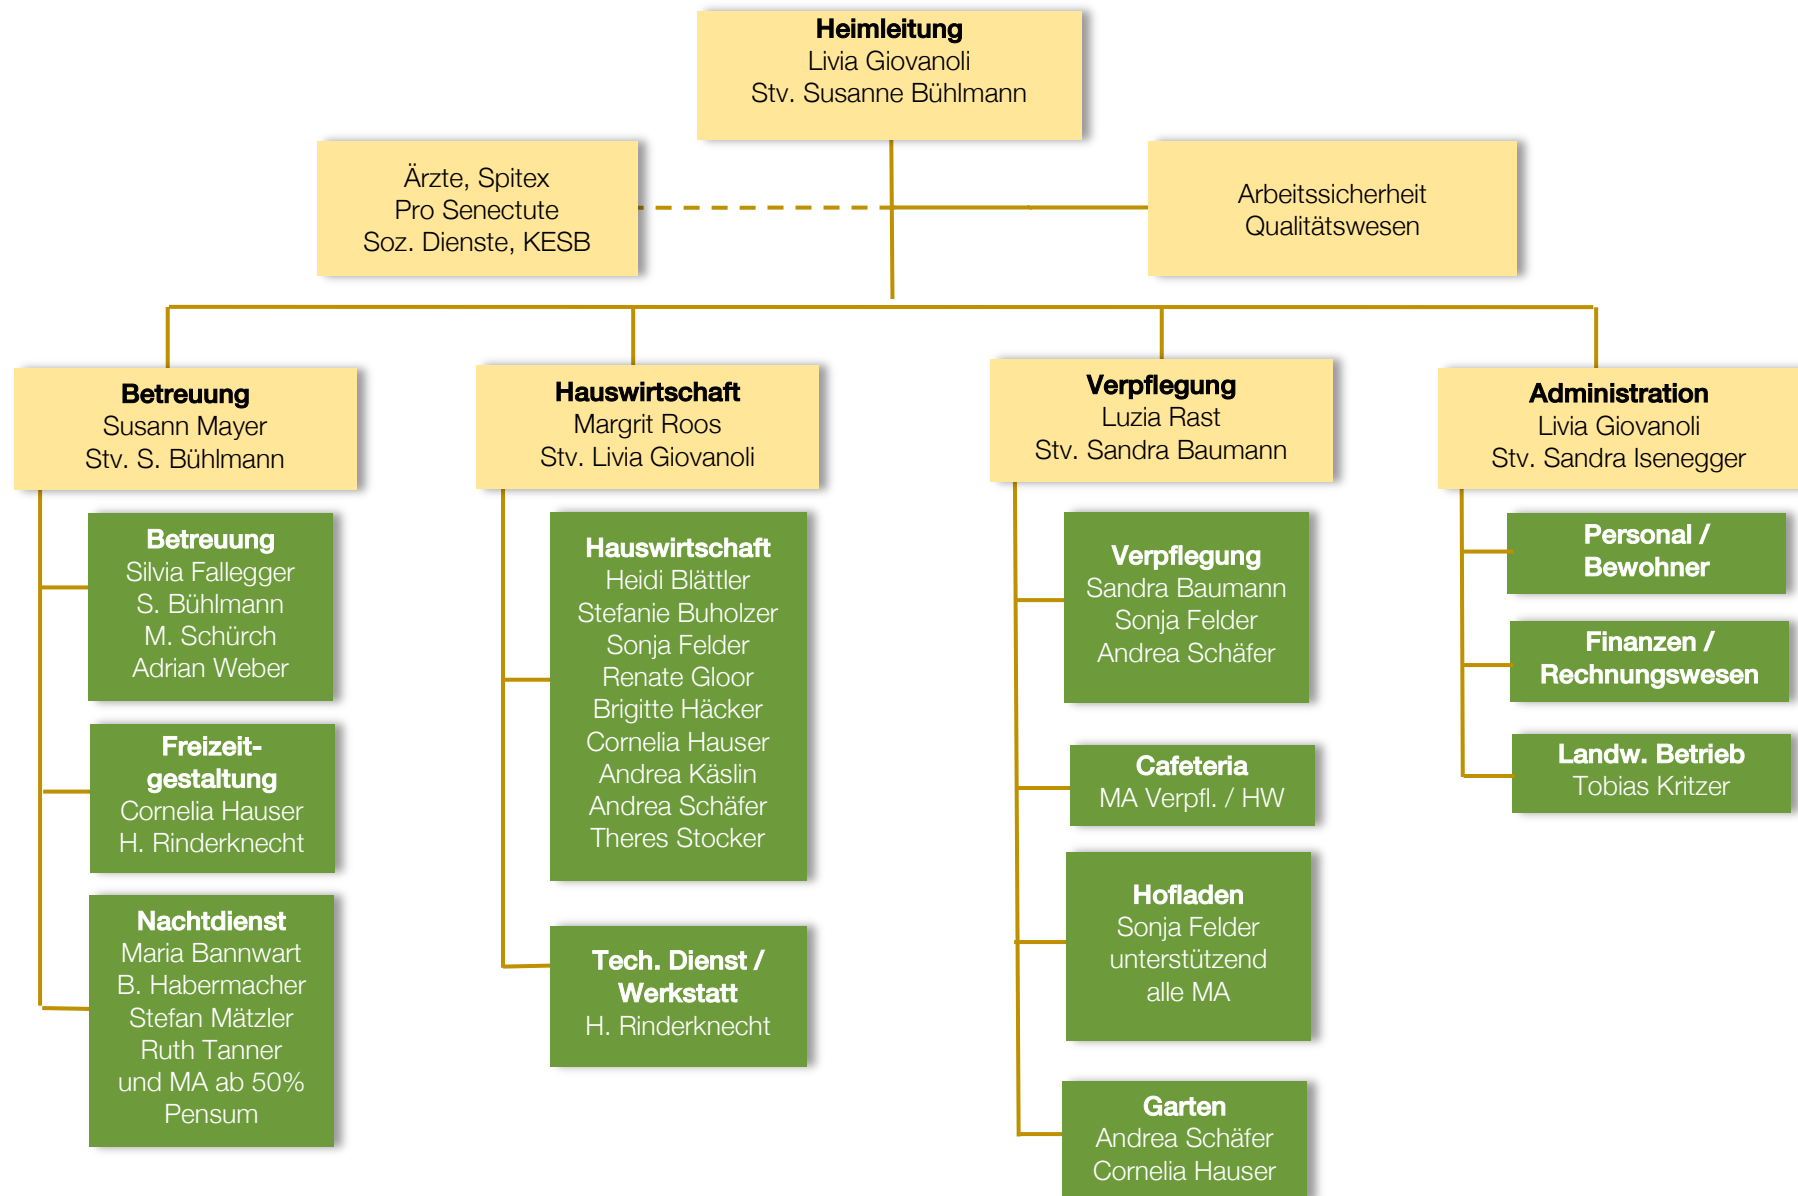 Heimleitung
Livia Giovanoli
Stv. Susanne Bühlmann
Ärzte, Spitex
Pro Senectute
Soz. Dienste, KESB
Arbeitssicherheit
Qualitätswesen
Betreuung
Susann Mayer
Stv. S. Bühlmann
Hauswirtschaft
Margrit Roos
Stv. Livia Giovanoli
Verpflegung
Luzia Rast
Stv. Sandra Baumann
Administration
Livia Giovanoli
Stv. Sandra Isenegger
Betreuung
Silvia Fallegger
S. Bühlmann
M. Schürch
Adrian Weber
Freizeit-
gestaltung
Cornelia Hauser
H. Rinderknecht
Nachtdienst
Maria Bannwart
B. Habermacher
Stefan Mätzler
Ruth Tanner
und MA ab 50%
Pensum
Hauswirtschaft
Heidi Blättler
Stefanie Buholzer
Sonja Felder
Renate Gloor
Brigitte Häcker
Cornelia Hauser
Andrea Käslin
Andrea Schäfer
Theres Stocker
Tech. Dienst /
Werkstatt
H. Rinderknecht
Verpflegung
Sandra Baumann
Sonja Felder
Andrea Schäfer
Cafeteria
MA Verpfl. / HW
Hofladen
Sonja Felder
unterstützend
alle MA
Garten
Andrea Schäfer
Cornelia Hauser
Personal /
Bewohner
Finanzen /
Rechnungswesen
Landw. Betrieb
Tobias Kritzer